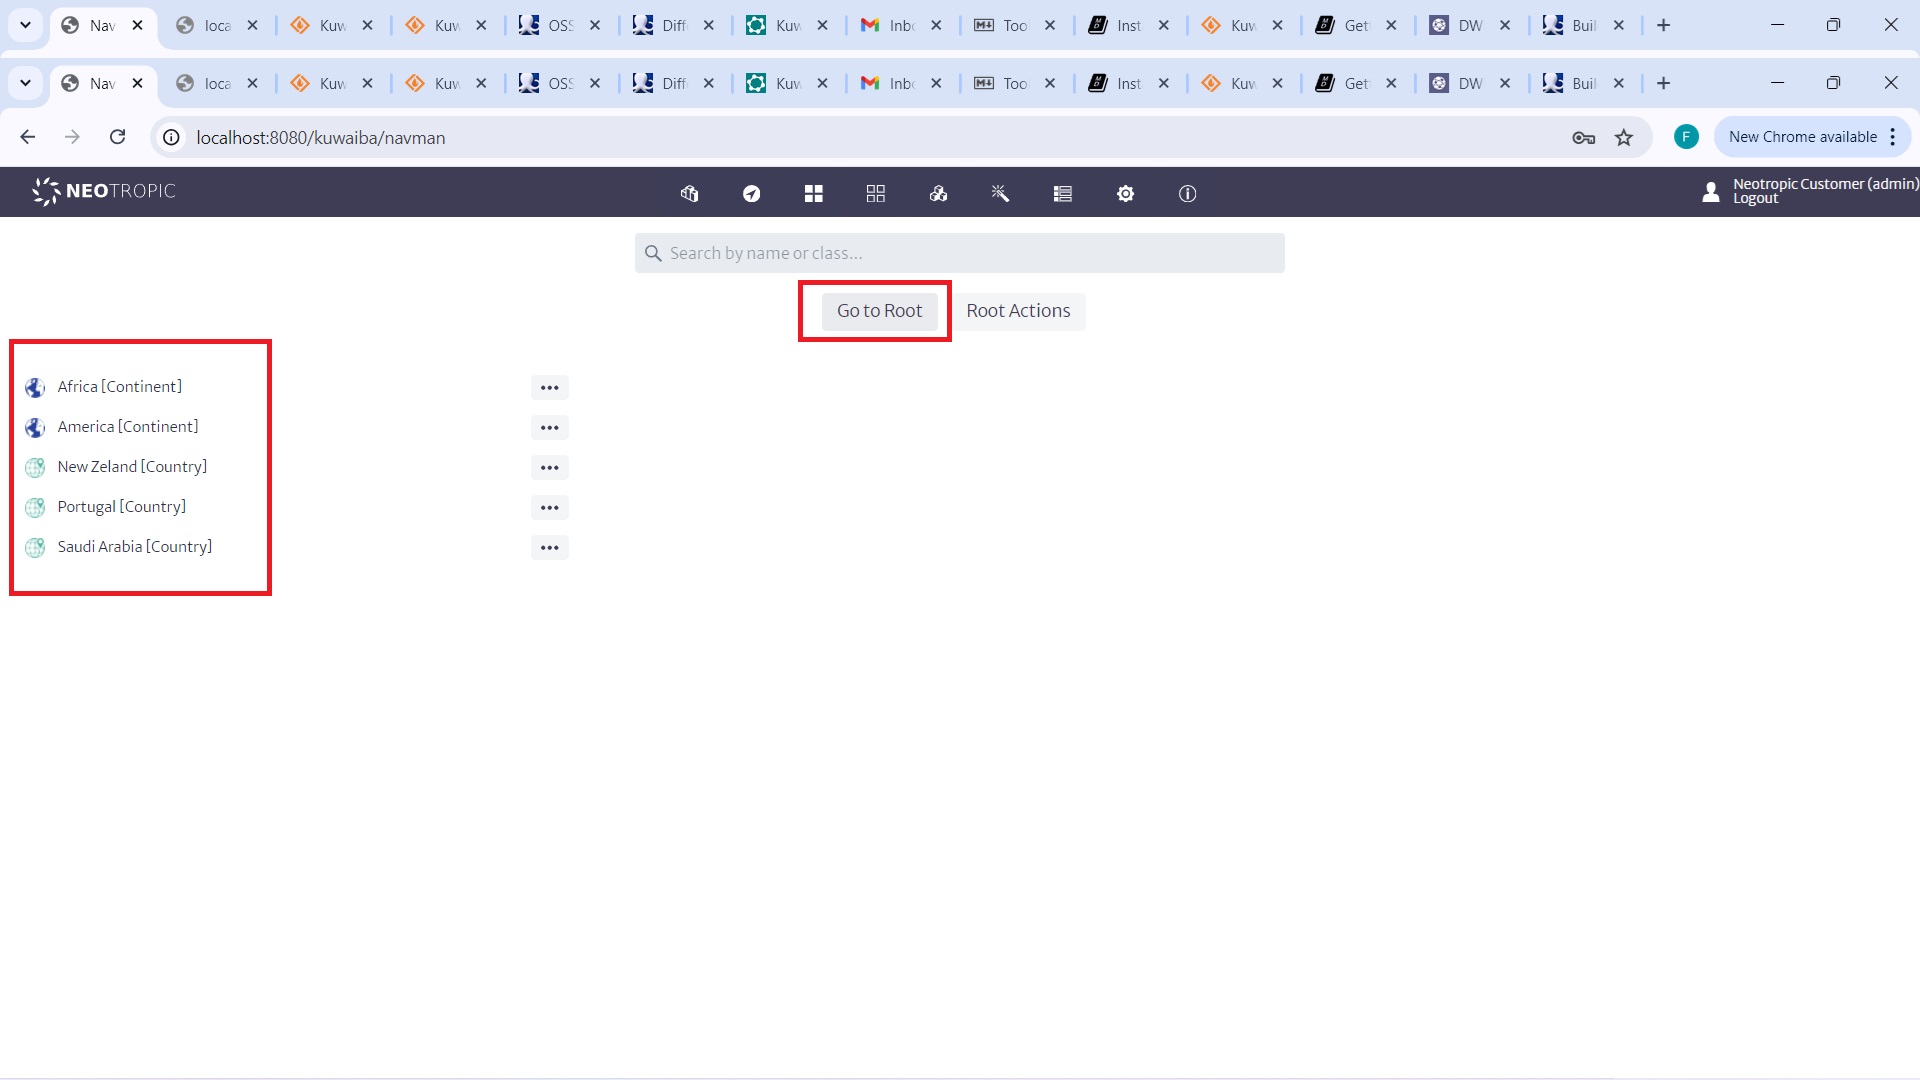 Nav loca Kuw Kuw OSS Diff Kuw Inbo Too Inst Kuw Get DW Buil
Nav loca Kuw Kuw OSS Diff Kuw Inbo Too Inst Kuw Get DW Buil
localhost:8080/kuwaiba/navman F New Chrome available
NEOTROPIC
Neotropic Customer (admin)
Logout
Search by name or class...
Go to Root Root Actions
Africa [Continent]
America [Continent]
New Zeland [Country]
Portugal [Country]
Saudi Arabia [Country]